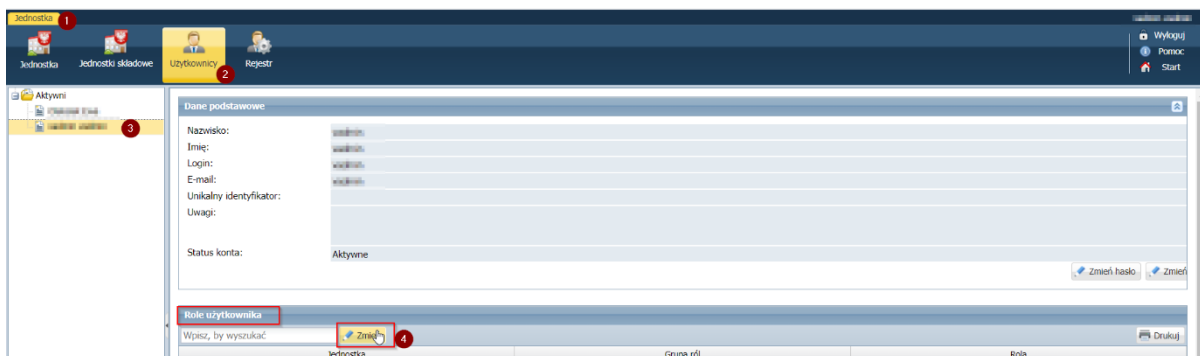 Jednostka 1
Wyloguj
Pomoc
Start
Jednostka Jednostki składowe Użytkownicy 2 Rejestr
Aktywni
3
Dane podstawowe
Nazwisko:
Imię:
Login:
E-mail:
Unikalny identyfikator:
Uwagi:
Status konta: Aktywne
Zmień hasło Zmień
Role użytkownika
Wpisz, by wyszukać 4 Drukuj
Jednostka Grupa ról Rola